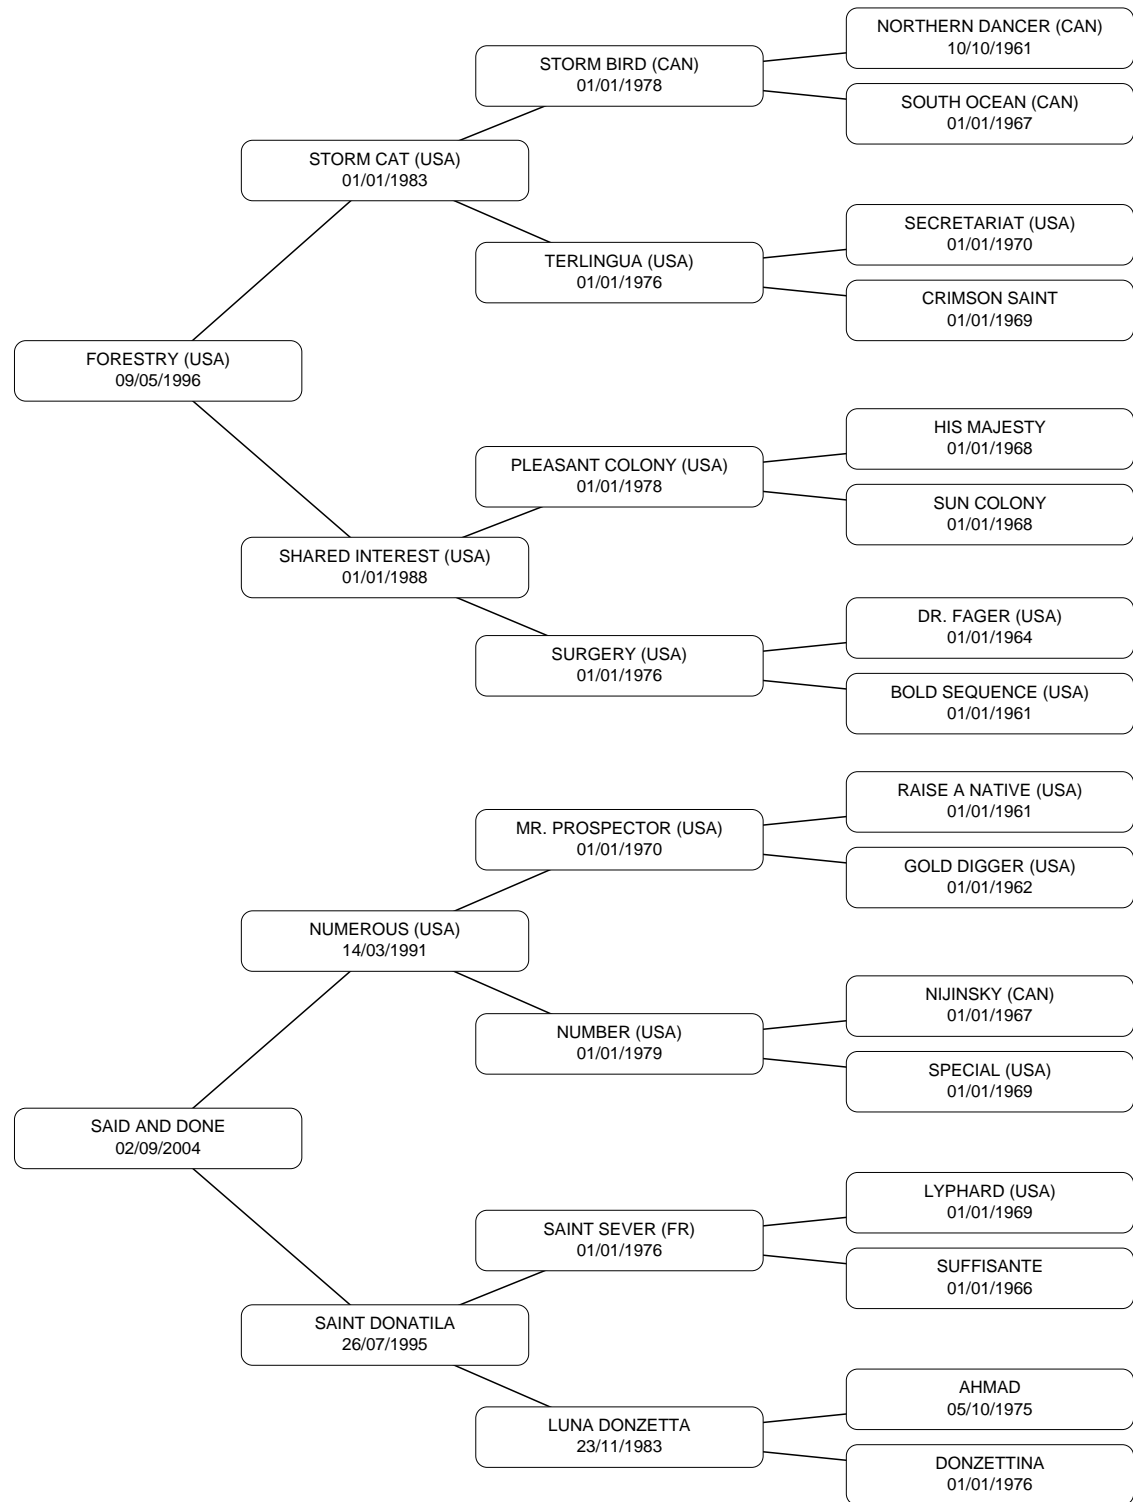 NORTHERN DANCER (CAN)
10/10/1961
STORM BIRD (CAN)
01/01/1978
SOUTH OCEAN (CAN)
01/01/1967
STORM CAT (USA)
01/01/1983
SECRETARIAT (USA)
01/01/1970
TERLINGUA (USA)
01/01/1976
CRIMSON SAINT
01/01/1969
FORESTRY (USA)
09/05/1996
HIS MAJESTY
01/01/1968
PLEASANT COLONY (USA)
01/01/1978
SUN COLONY
01/01/1968
SHARED INTEREST (USA)
01/01/1988
DR. FAGER (USA)
01/01/1964
SURGERY (USA)
01/01/1976
BOLD SEQUENCE (USA)
01/01/1961
RAISE A NATIVE (USA)
01/01/1961
MR. PROSPECTOR (USA)
01/01/1970
GOLD DIGGER (USA)
01/01/1962
NUMEROUS (USA)
14/03/1991
NIJINSKY (CAN)
01/01/1967
NUMBER (USA)
01/01/1979
SPECIAL (USA)
01/01/1969
SAID AND DONE
02/09/2004
LYPHARD (USA)
01/01/1969
SAINT SEVER (FR)
01/01/1976
SUFFISANTE
01/01/1966
SAINT DONATILA
26/07/1995
AHMAD
05/10/1975
LUNA DONZETTA
23/11/1983
DONZETTINA
01/01/1976